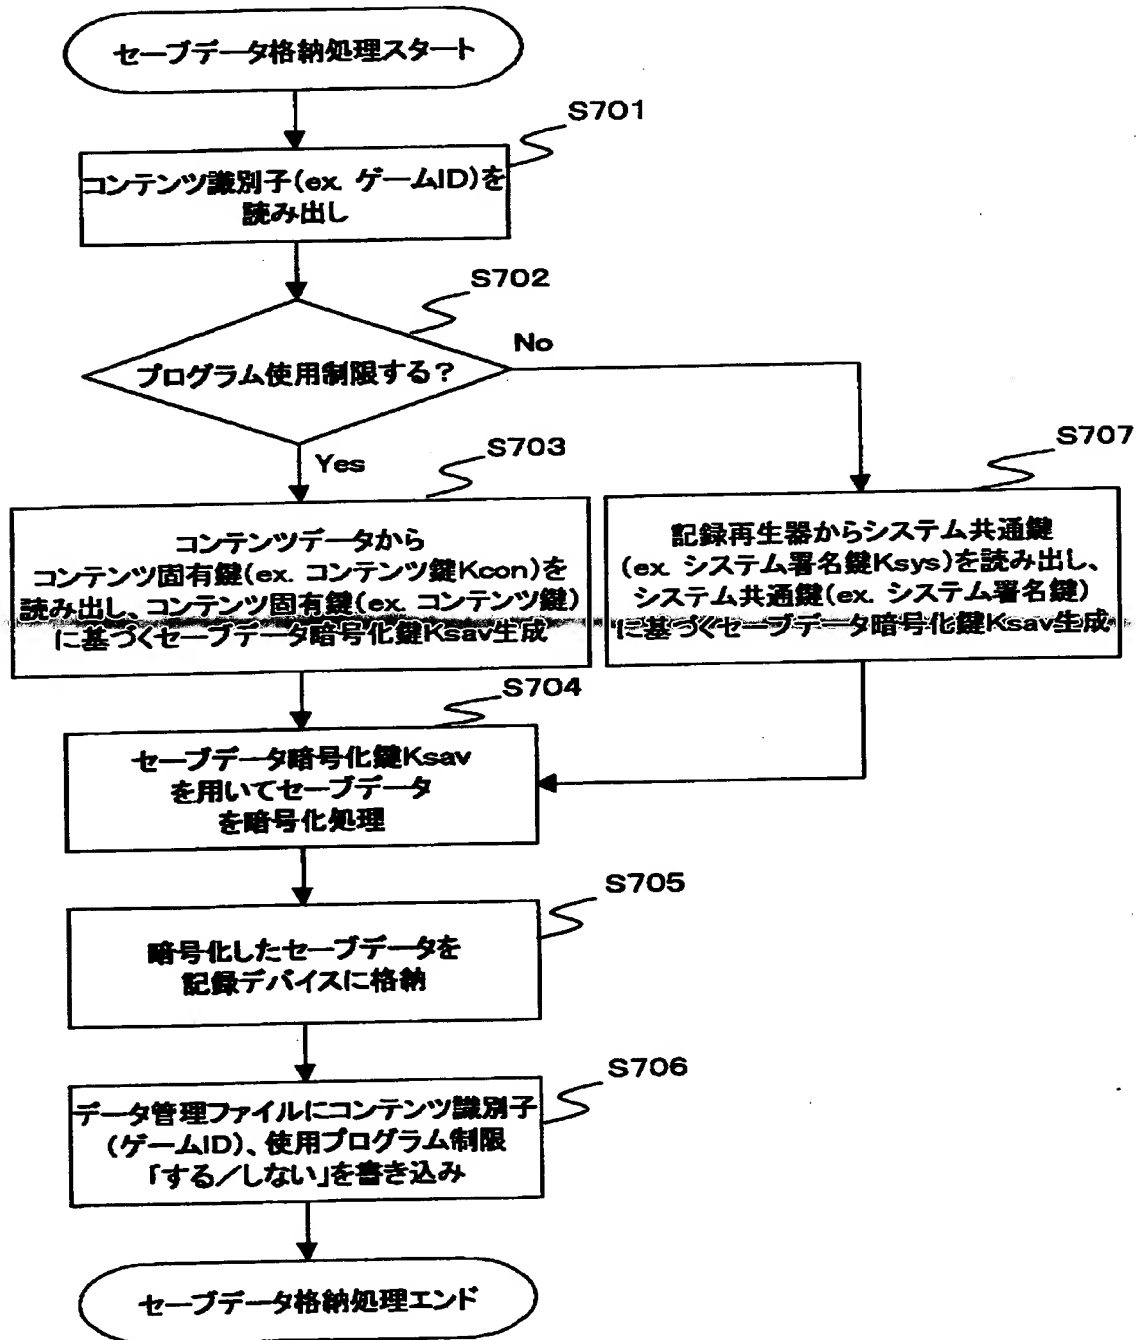 セーブデータ格納処理スタート
S701
コンテンツ識別子(ex. ゲームID)を
読み出し
S702
プログラム使用制限する?
No
Yes
S703
コンテンツデータから
コンテンツ固有鍵(ex. コンテンツ鍵Kcon)を
読み出し、コンテンツ固有鍵(ex. コンテンツ鍵)
に基づくセーブデータ暗号化鍵Ksav生成
S707
記録再生器からシステム共通鍵
(ex. システム署名鍵Ksys)を読み出し、
システム共通鍵(ex. システム署名鍵)
に基づくセーブデータ暗号化鍵Ksav生成
S704
セーブデータ暗号化鍵Ksav
を用いてセーブデータ
を暗号化処理
S705
暗号化したセーブデータを
記録デバイスに格納
S706
データ管理ファイルにコンテンツ識別子
(ゲームID)、使用プログラム制限
「する/しない」を書き込み
セーブデータ格納処理エンド